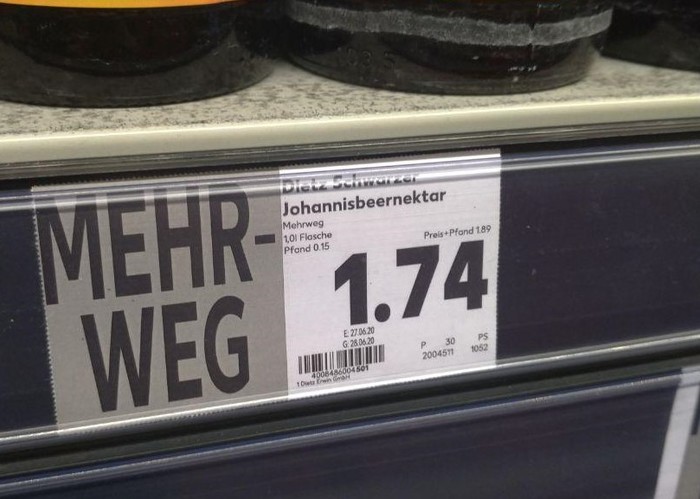 MEHR-
WEG
Dietz Schwarzer
Johannisbeernektar
Mehrweg
1,0l Flasche
Pfand 0.15
Preis+Pfand 1.89
1.74
E: 27.06.20
G: 28.06.20
P 30 PS
2004511 1052
4008486004501
1 Dietz Erwin GmbH